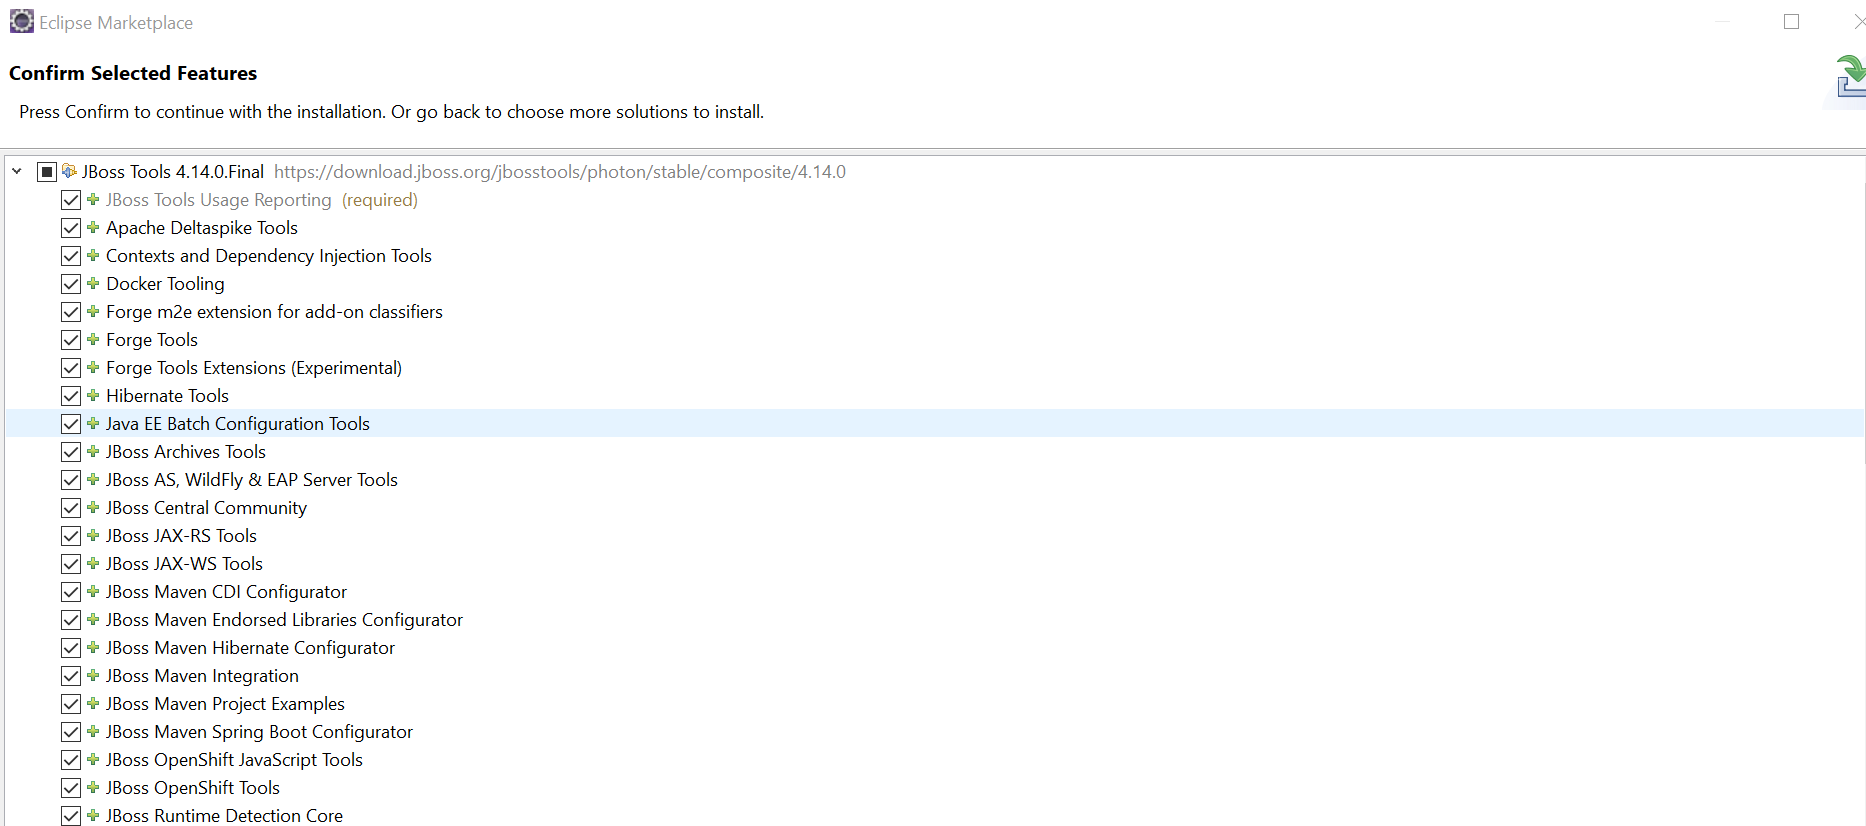 Eclipse Marketplace
Confirm Selected Features
Press Confirm to continue with the installation. Or go back to choose more solutions to install.
JBoss Tools 4.14.0.Final https://download.jboss.org/jbosstools/photon/stable/composite/4.14.0
JBoss Tools Usage Reporting (required)
Apache Deltaspike Tools
Contexts and Dependency Injection Tools
Docker Tooling
Forge m2e extension for add-on classifiers
Forge Tools
Forge Tools Extensions (Experimental)
Hibernate Tools
Java EE Batch Configuration Tools
JBoss Archives Tools
JBoss AS, WildFly & EAP Server Tools
JBoss Central Community
JBoss JAX-RS Tools
JBoss JAX-WS Tools
JBoss Maven CDI Configurator
JBoss Maven Endorsed Libraries Configurator
JBoss Maven Hibernate Configurator
JBoss Maven Integration
JBoss Maven Project Examples
JBoss Maven Spring Boot Configurator
JBoss OpenShift JavaScript Tools
JBoss OpenShift Tools
JBoss Runtime Detection Core